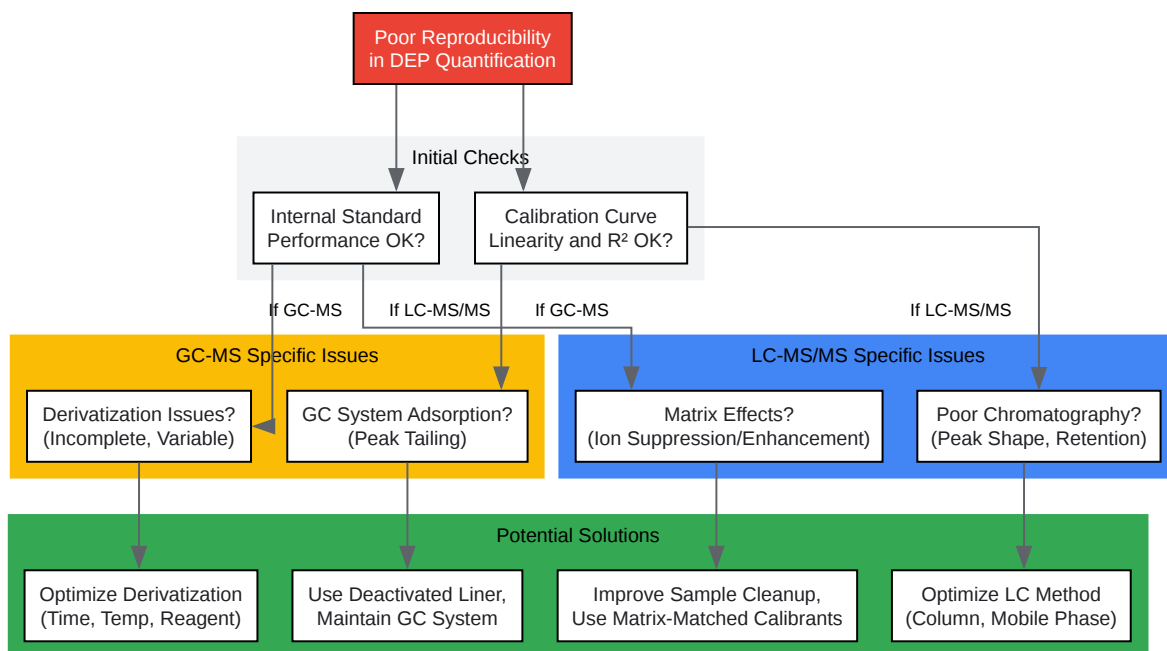 Poor Reproducibility
in DEP Quantification
Initial Checks
Internal Standard
Performance OK?
Calibration Curve
Linearity and R² OK?
If GC-MS
If LC-MS/MS
If GC-MS
If LC-MS/MS
GC-MS Specific Issues
LC-MS/MS Specific Issues
Derivatization Issues?
(Incomplete, Variable)
GC System Adsorption?
(Peak Tailing)
Matrix Effects?
(Ion Suppression/Enhancement)
Poor Chromatography?
(Peak Shape, Retention)
Potential Solutions
Optimize Derivatization
(Time, Temp, Reagent)
Use Deactivated Liner,
Maintain GC System
Improve Sample Cleanup,
Use Matrix-Matched Calibrants
Optimize LC Method
(Column, Mobile Phase)